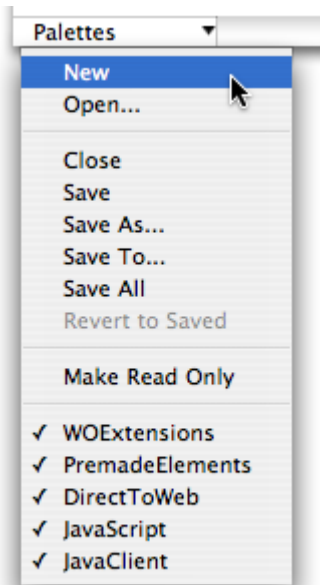 Palettes
New
Open...
Close
Save
Save As...
Save To...
Save All
Revert to Saved
Make Read Only
✓ WOExtensions
✓ PremadeElements
✓ DirectToWeb
✓ JavaScript
✓ JavaClient